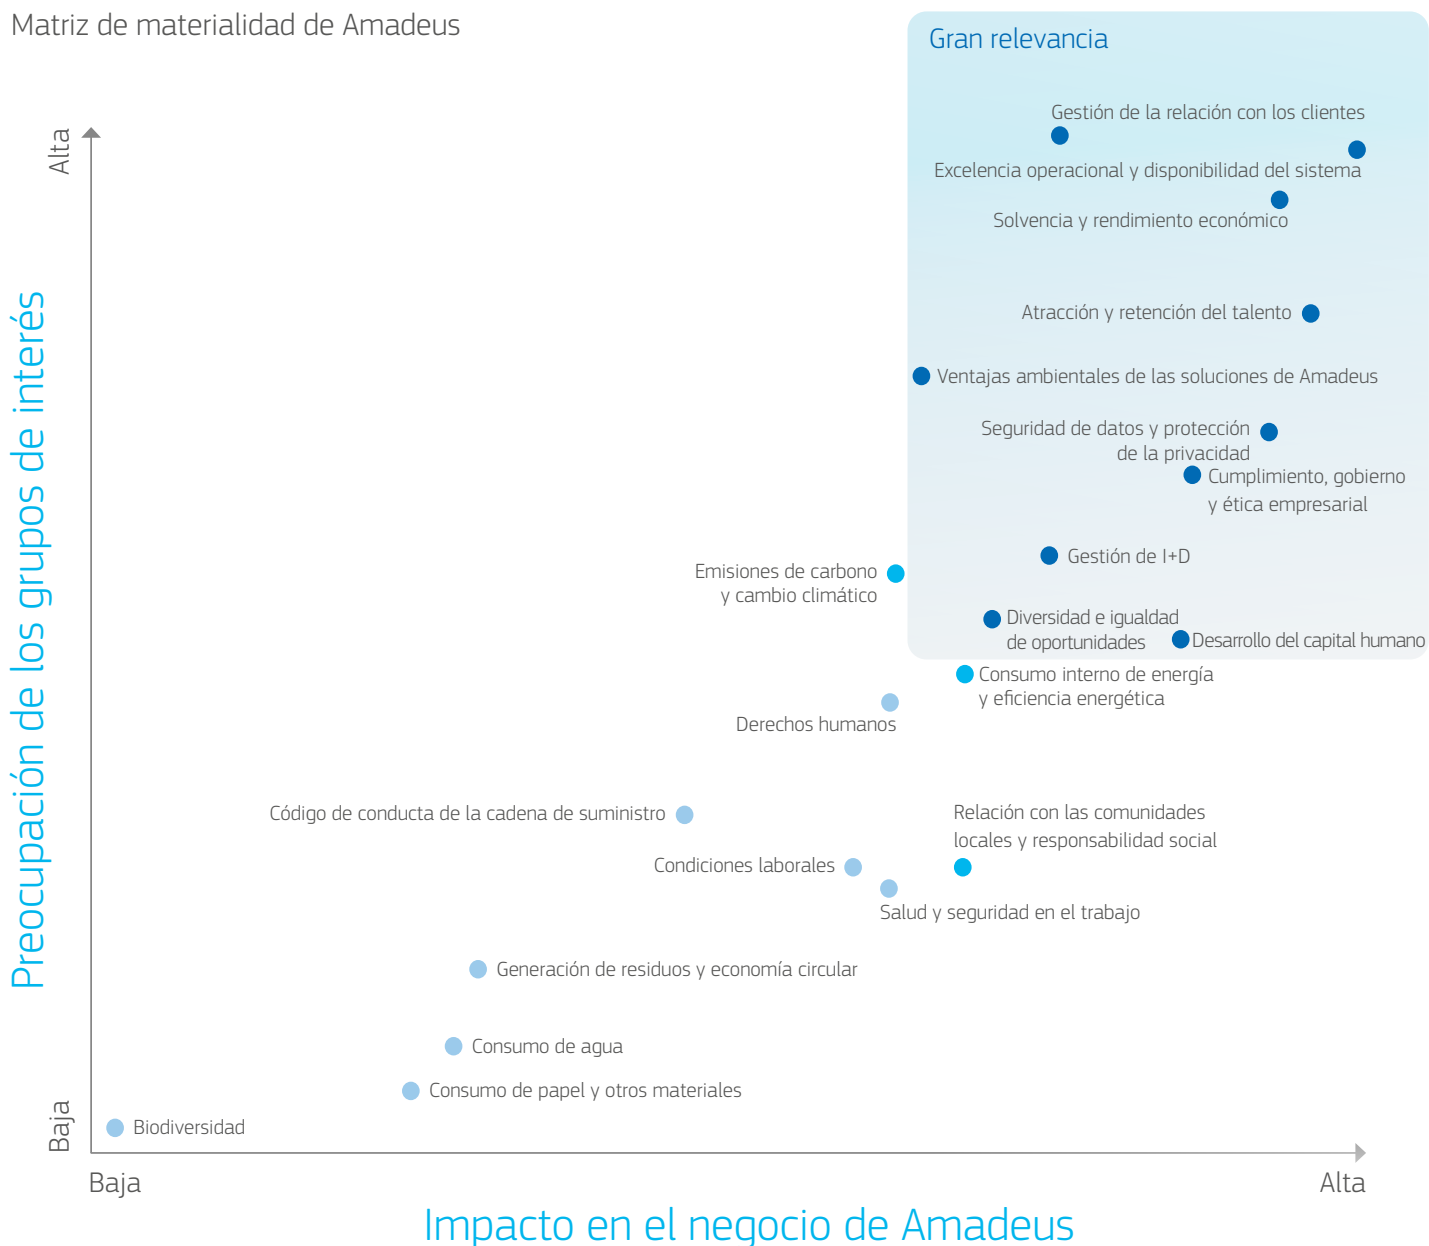 Matriz de materialidad de Amadeus
Gran relevancia
Gestión de la relación con los clientes
Alta
Excelencia operacional y disponibilidad del sistema
Solvencia y rendimiento económico
Atracción y retención del talento
Ventajas ambientales de las soluciones de Amadeus
Seguridad de datos y protección
de la privacidad
Cumplimiento, gobierno
y ética empresarial
Gestión de I+D
Emisiones de carbono
y cambio climático
Diversidad e igualdad
de oportunidades
Desarrollo del capital humano
Consumo interno de energía
y eficiencia energética
Derechos humanos
Preocupación de los grupos de interés
Código de conducta de la cadena de suministro
Relación con las comunidades
locales y responsabilidad social
Condiciones laborales
Salud y seguridad en el trabajo
Generación de residuos y economía circular
Consumo de agua
Consumo de papel y otros materiales
Biodiversidad
Baja
Baja
Alta
Impacto en el negocio de Amadeus